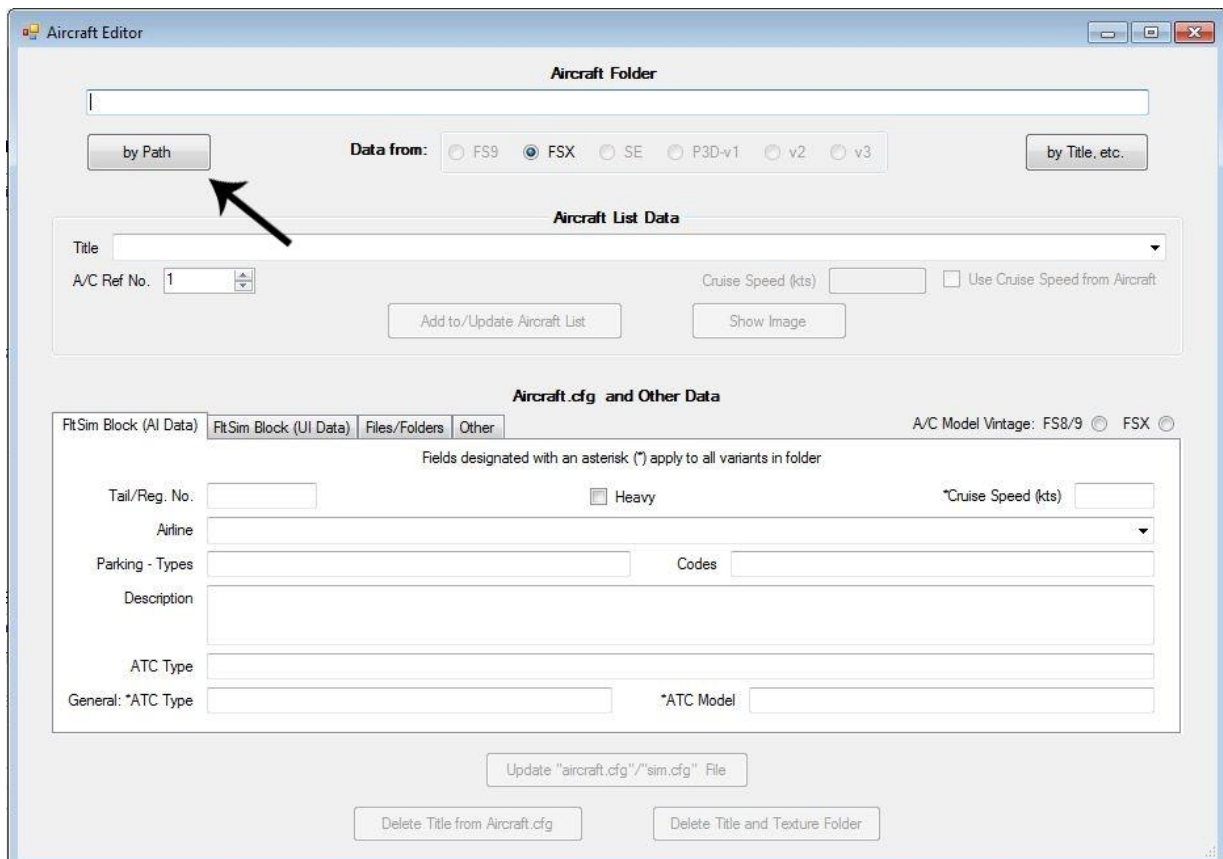 Aircraft Editor
Aircraft Folder
by Path
Data from: FS9 FSX SE P3D-v1 v2 v3
by Title, etc.
Aircraft List Data
Title
A/C Ref No. 1
Cruise Speed (kts) Use Cruise Speed from Aircraft
Add to/Update Aircraft List Show Image
Aircraft.cfg and Other Data
FltSim Block (AI Data) FltSim Block (UI Data) Files/Folders Other
A/C Model Vintage: FS8/9 FSX
Fields designated with an asterisk (*) apply to all variants in folder
Tail/Reg. No. Heavy *Cruise Speed (kts)
Airline
Parking - Types Codes
Description
ATC Type
General: *ATC Type *ATC Model
Update "aircraft.cfg"/"sim.cfg" File
Delete Title from Aircraft.cfg Delete Title and Texture Folder